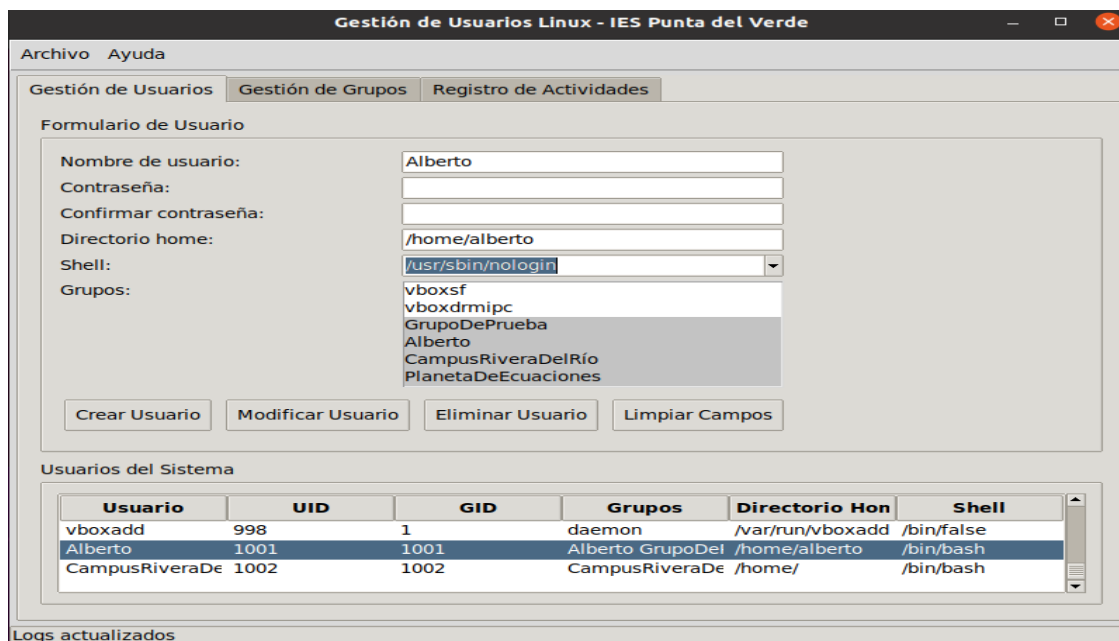 Gestión de Usuarios Linux - IES Punta del Verde
Archivo Ayuda
Gestión de Usuarios Gestión de Grupos Registro de Actividades
Formulario de Usuario
Nombre de usuario: Alberto
Contraseña:
Confirmar contraseña:
Directorio home: /home/alberto
Shell: /usr/sbin/nologin
Grupos: vboxsf
vboxdrmipc
GrupoDePrueba
Alberto
CampusRiveraDelRío
PlanetaDeEcuaciones
Crear Usuario Modificar Usuario Eliminar Usuario Limpiar Campos
Usuarios del Sistema
Usuario UID GID Grupos Directorio Hon Shell
vboxadd 998 1 daemon /var/run/vboxadd /bin/false
Alberto 1001 1001 Alberto GrupoDel /home/alberto /bin/bash
CampusRiveraDe 1002 1002 CampusRiveraDe /home/ /bin/bash
Logs actualizados